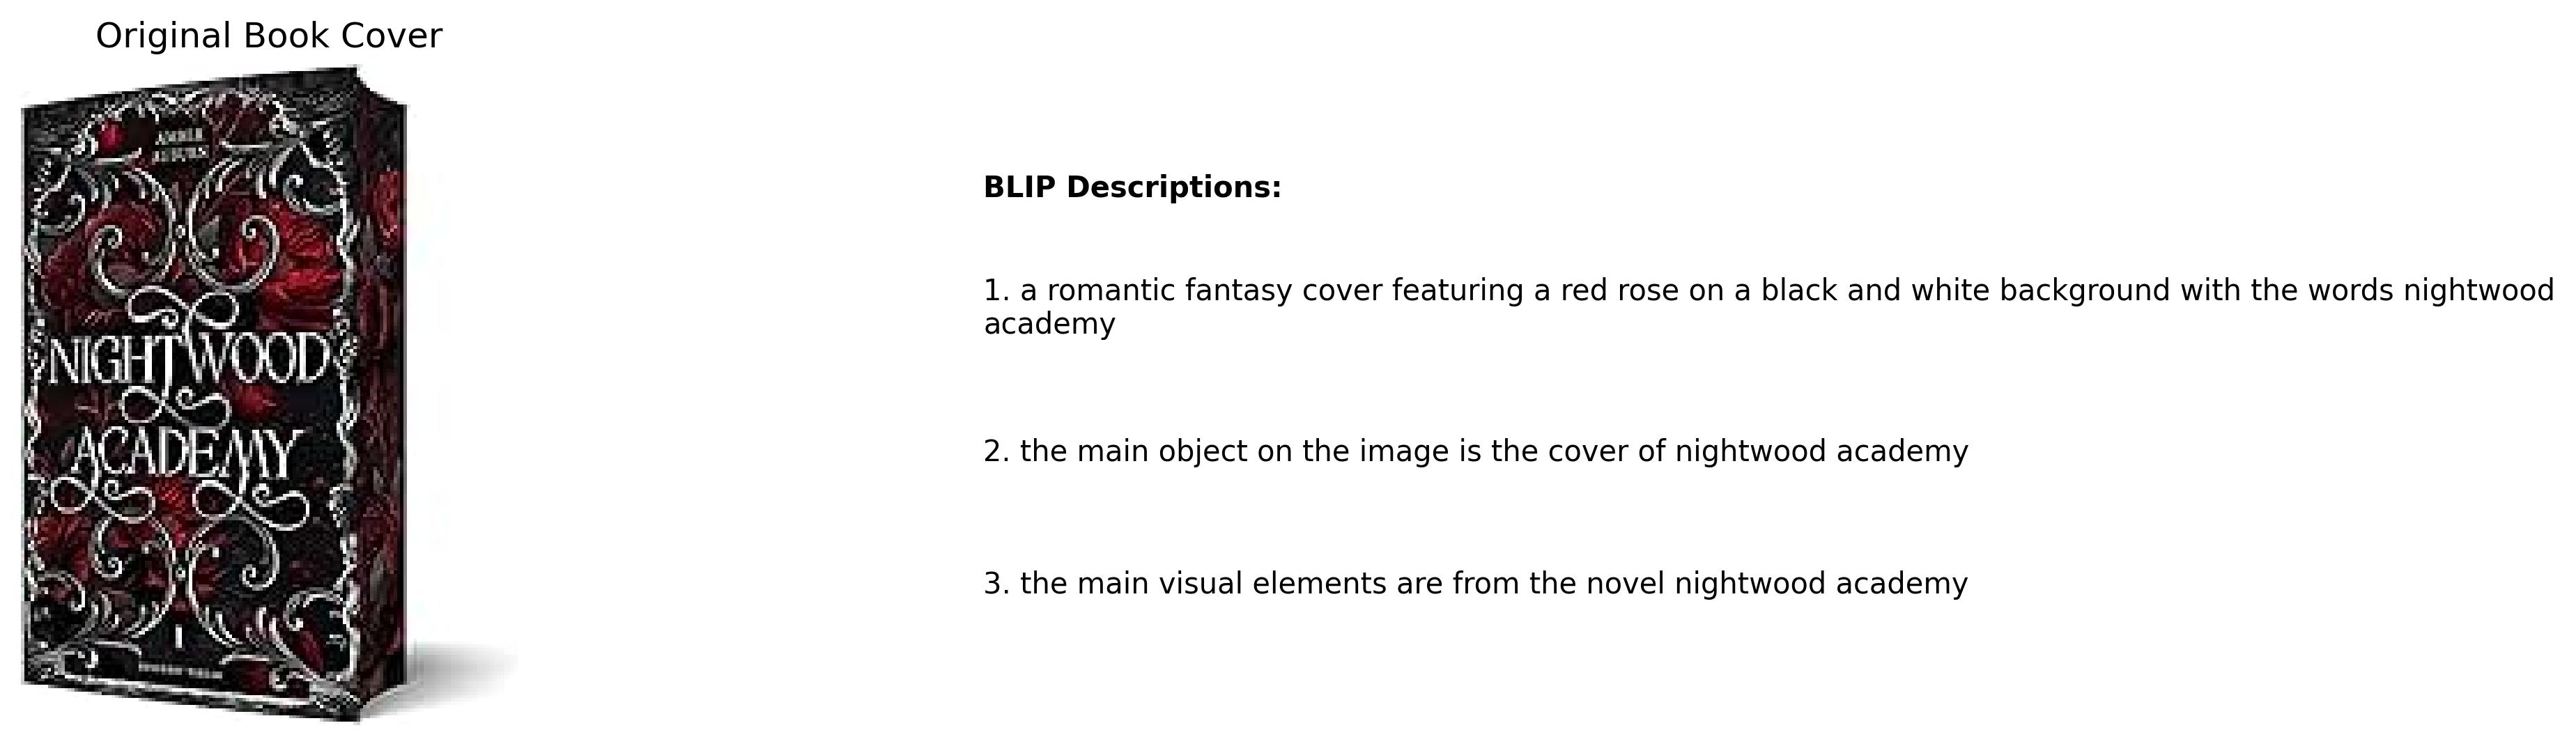 Original Book Cover
NIGHTWOOD
ACADEMY
1
BLIP Descriptions:
1. a romantic fantasy cover featuring a red rose on a black and white background with the words nightwood
academy
2. the main object on the image is the cover of nightwood academy
3. the main visual elements are from the novel nightwood academy